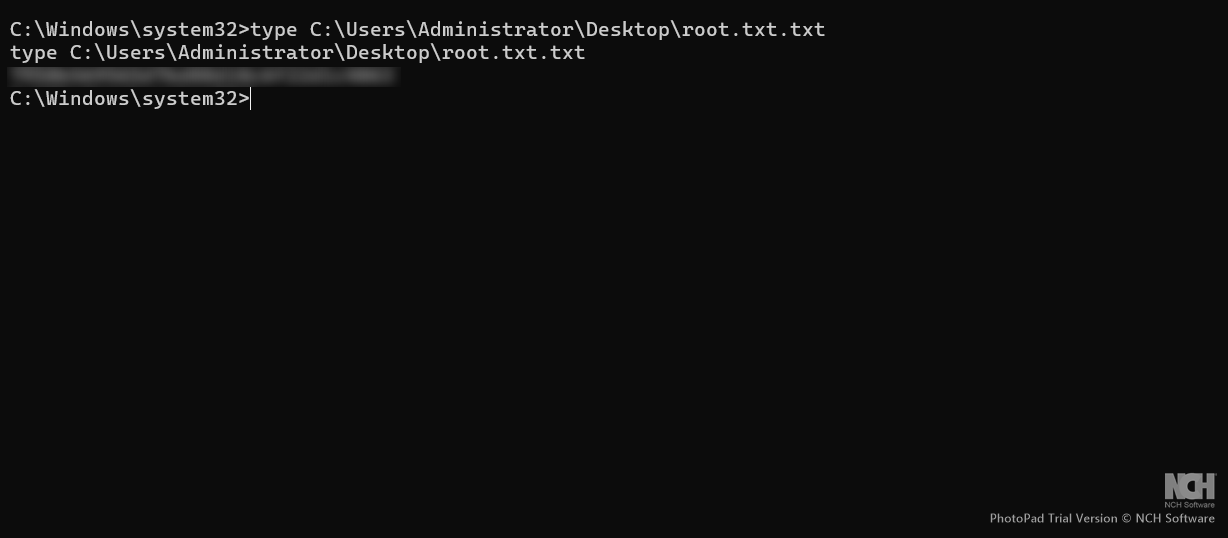 C:\Windows\system32>type C:\Users\Administrator\Desktop\root.txt.txt
type C:\Users\Administrator\Desktop\root.txt.txt
C:\Windows\system32>
NCH
NCH Software
PhotoPad Trial Version © NCH Software